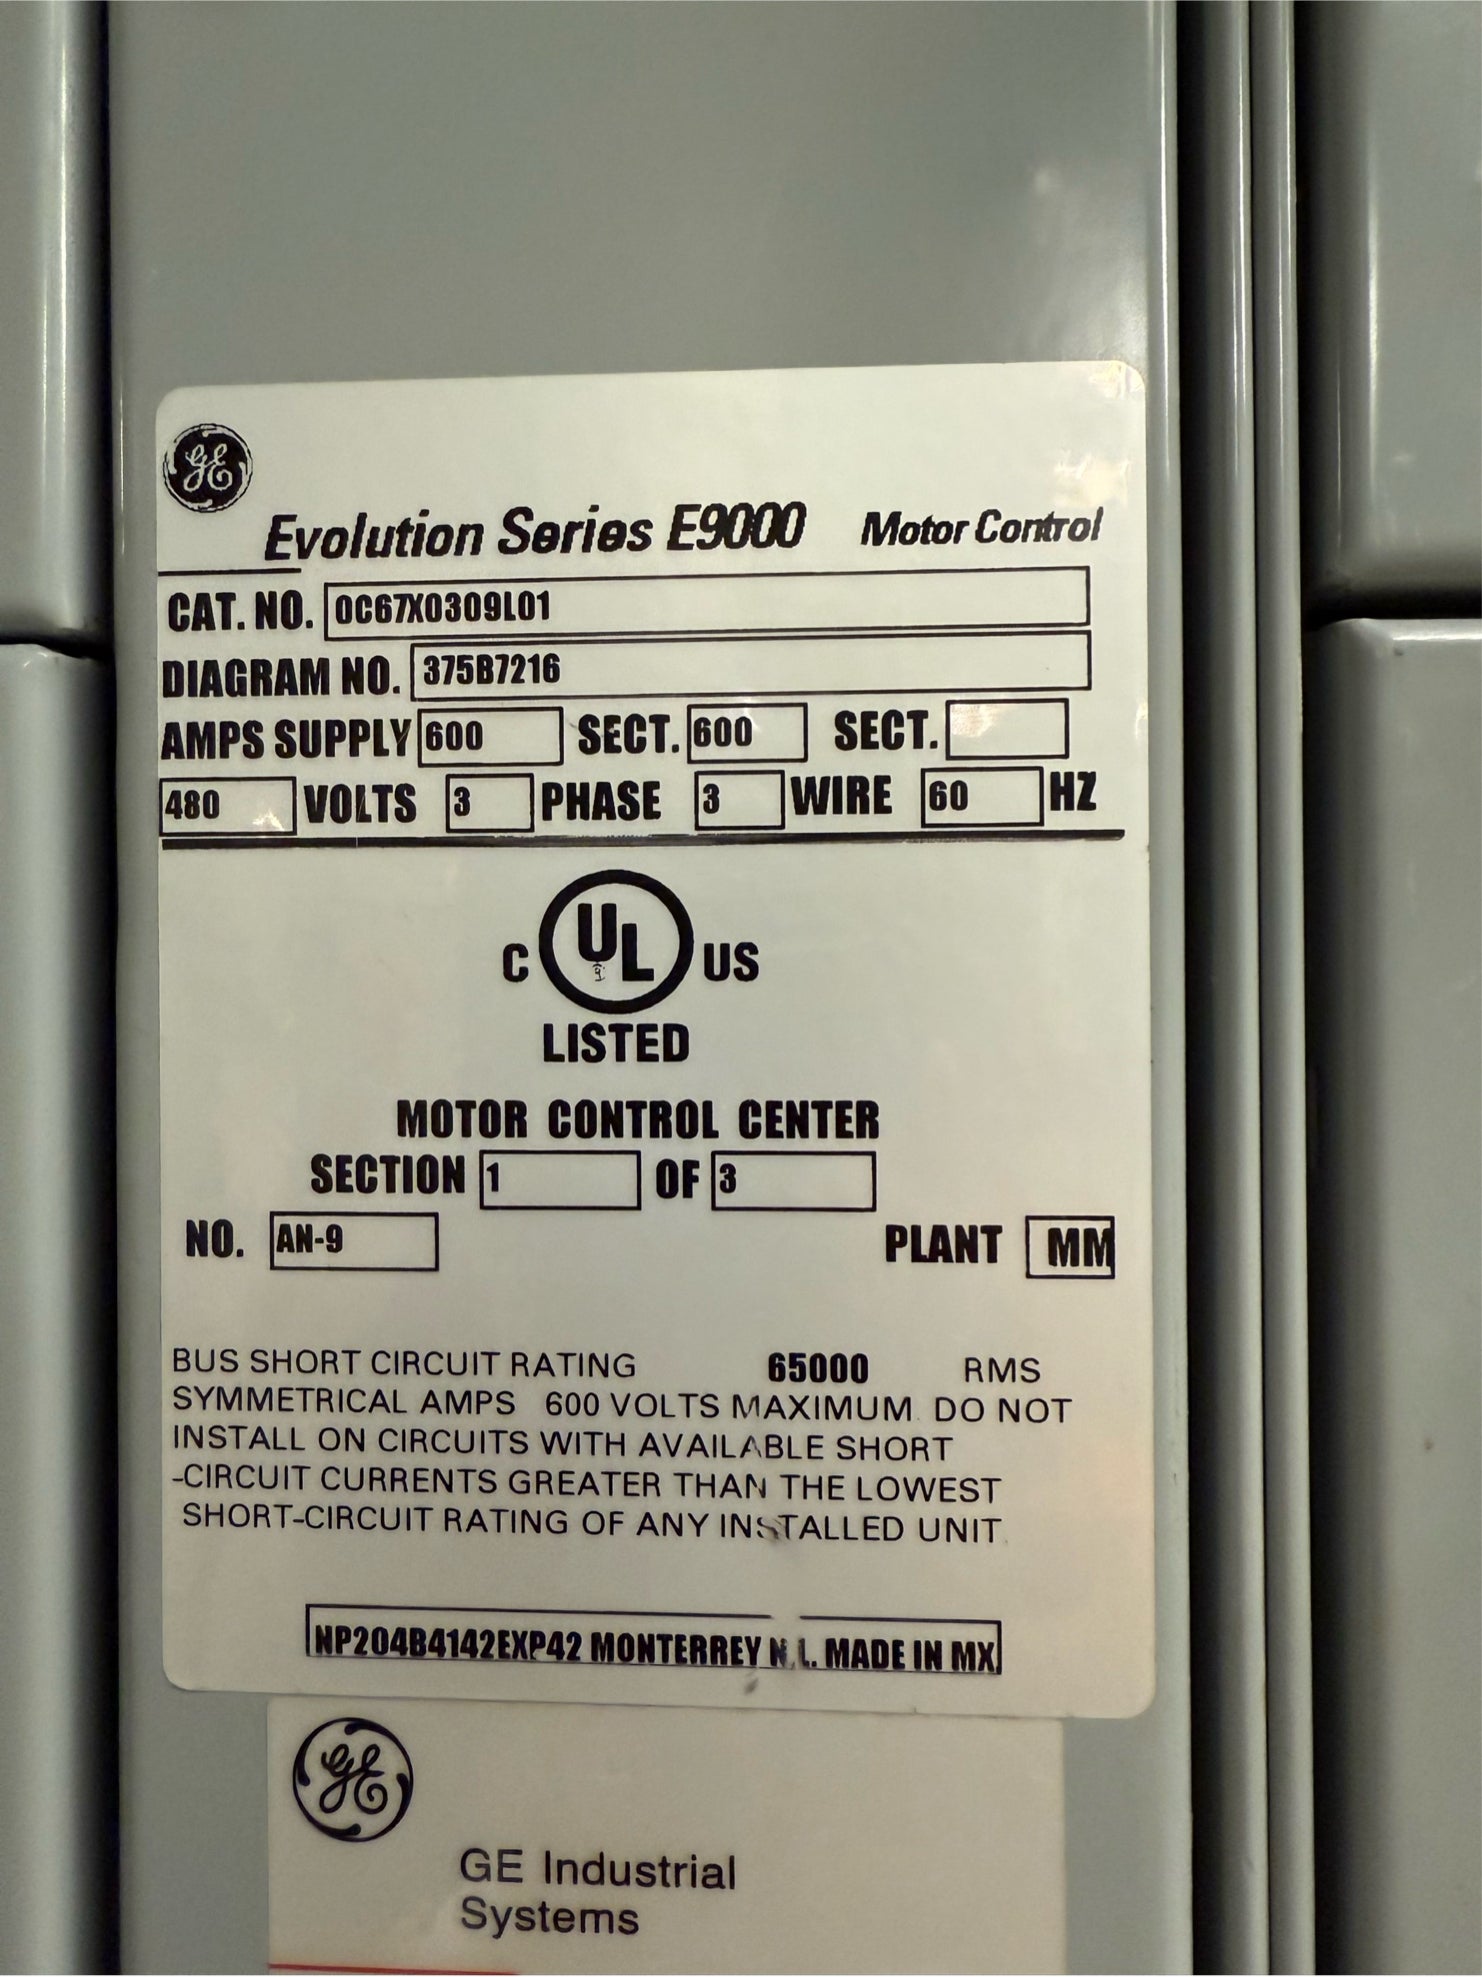 GE
Evolution Series E9000 Motor Control
CAT. NO. 0C67X0309L01
DIAGRAM NO. 375B7216
AMPS SUPPLY 600 SECT. 600 SECT.
480 VOLTS 3 PHASE 3 WIRE 60 HZ
C UL US
LISTED
MOTOR CONTROL CENTER
SECTION 1 OF 3
NO. AN-9 PLANT MM
BUS SHORT CIRCUIT RATING 65000 RMS
SYMMETRICAL AMPS 600 VOLTS MAXIMUM. DO NOT
INSTALL ON CIRCUITS WITH AVAILABLE SHORT
-CIRCUIT CURRENTS GREATER THAN THE LOWEST
SHORT-CIRCUIT RATING OF ANY INSTALLED UNIT.
NP204B4142EXP42 MONTERREY N.L. MADE IN MX
GE
GE Industrial
Systems